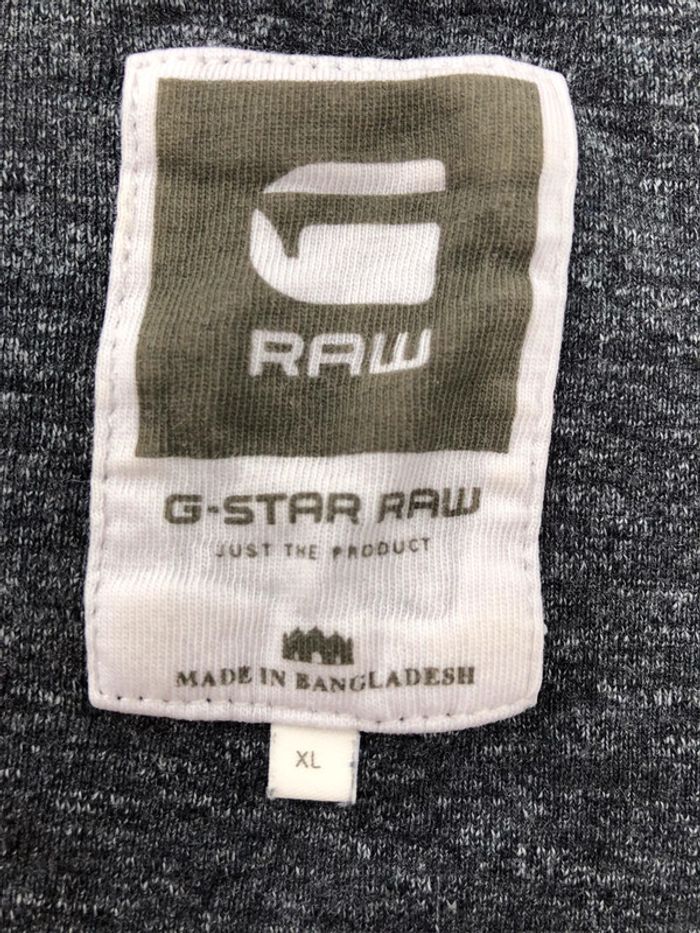 RAW
G-STAR RAW
JUST THE PRODUCT
MADE IN BANGLADESH
XL